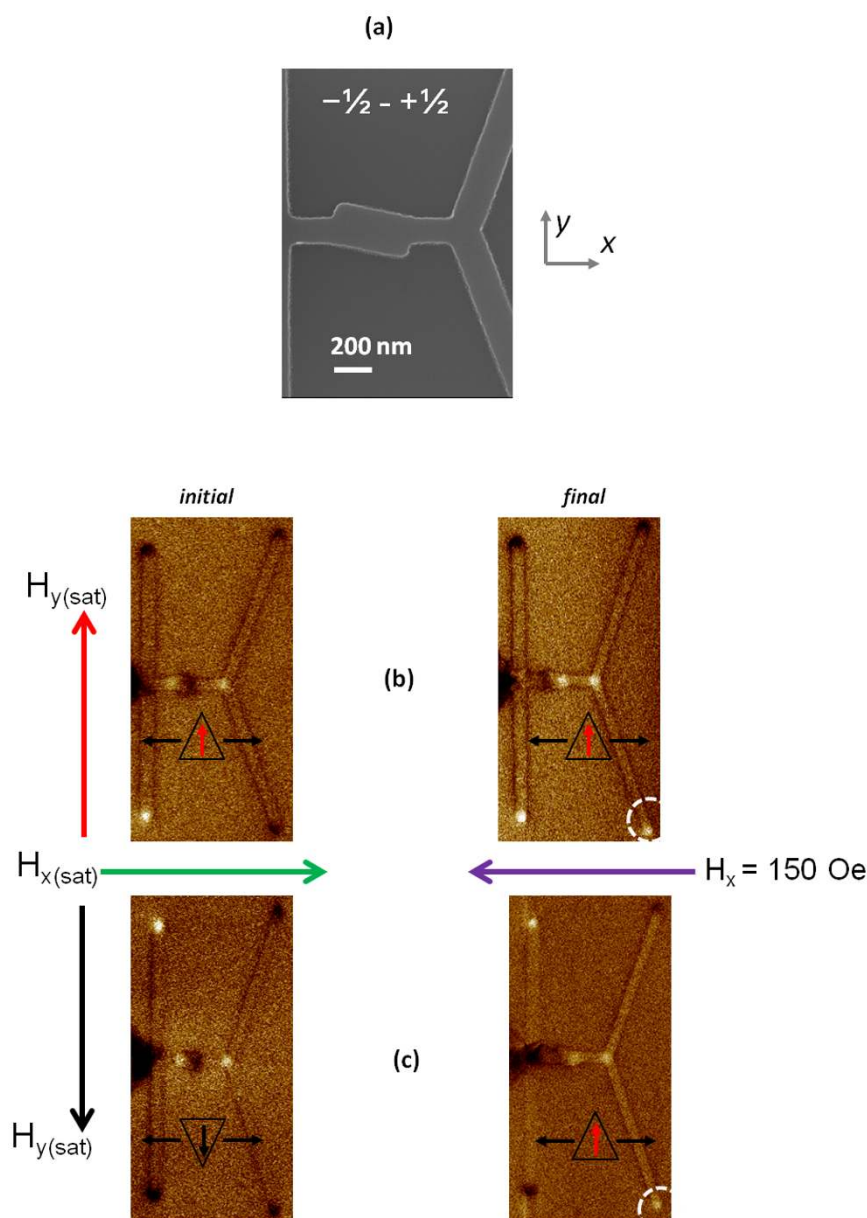 (a)
−½ - +½
y
x
200 nm
initial
final
Hy(sat)
(b)
Hx(sat)
Hx = 150 Oe
(c)
Hy(sat)